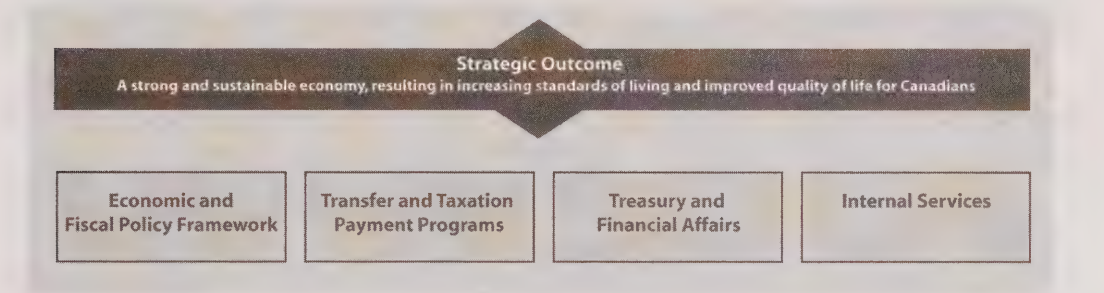 Strategic Outcome
A strong and sustainable economy, resulting in increasing standards of living and improved quality of life for Canadians
Economic and
Fiscal Policy Framework
Transfer and Taxation
Payment Programs
Treasury and
Financial Affairs
Internal Services